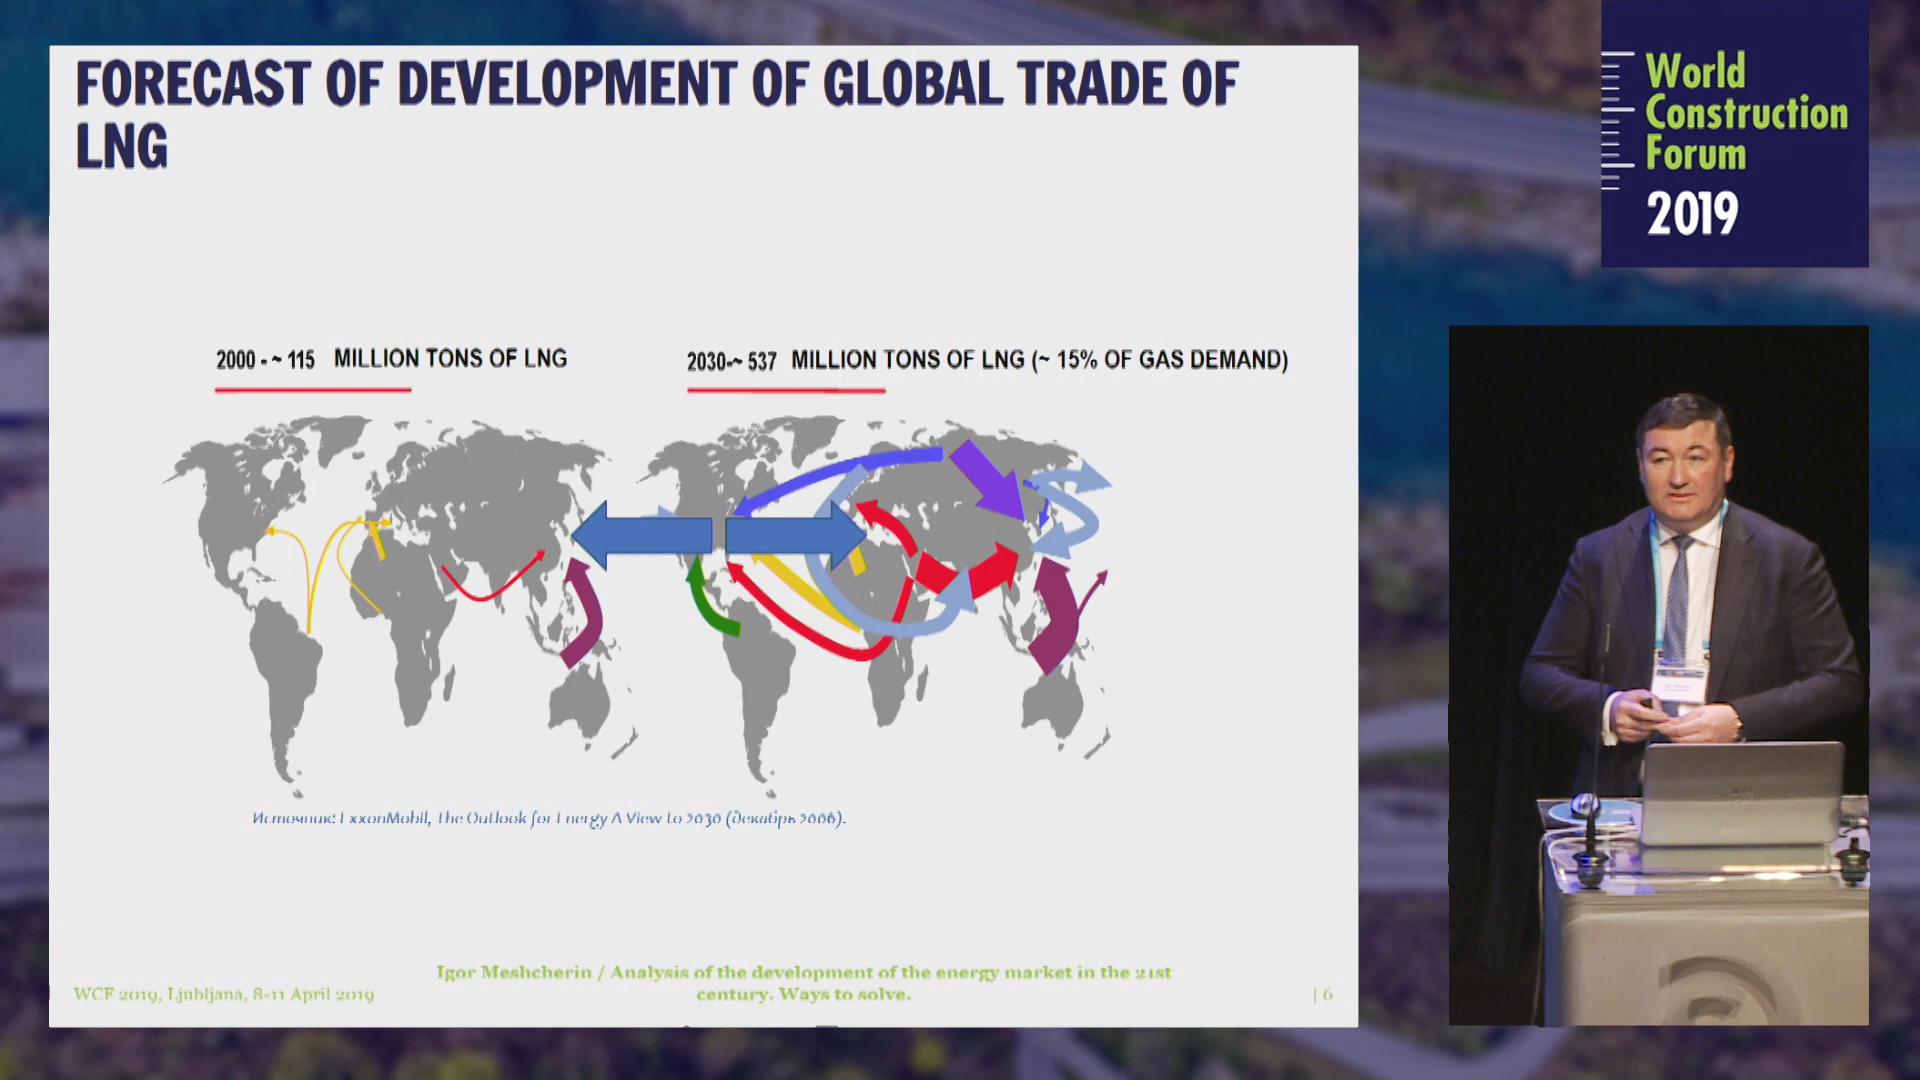 FORECAST OF DEVELOPMENT OF GLOBAL TRADE OF
LNG
World
Construction
Forum
2019
2000 - ~ 115 MILLION TONS OF LNG
2030-~ 537 MILLION TONS OF LNG (~ 15% OF GAS DEMAND)
Источник: ExxonMobil, The Outlook for Energy A View to 2030 (декабрь 2006).
Igor Meshcherin / Analysis of the development of the energy market in the 21st
century. Ways to solve.
WCF 2019, Ljubljana, 8-11 April 2019
| 6